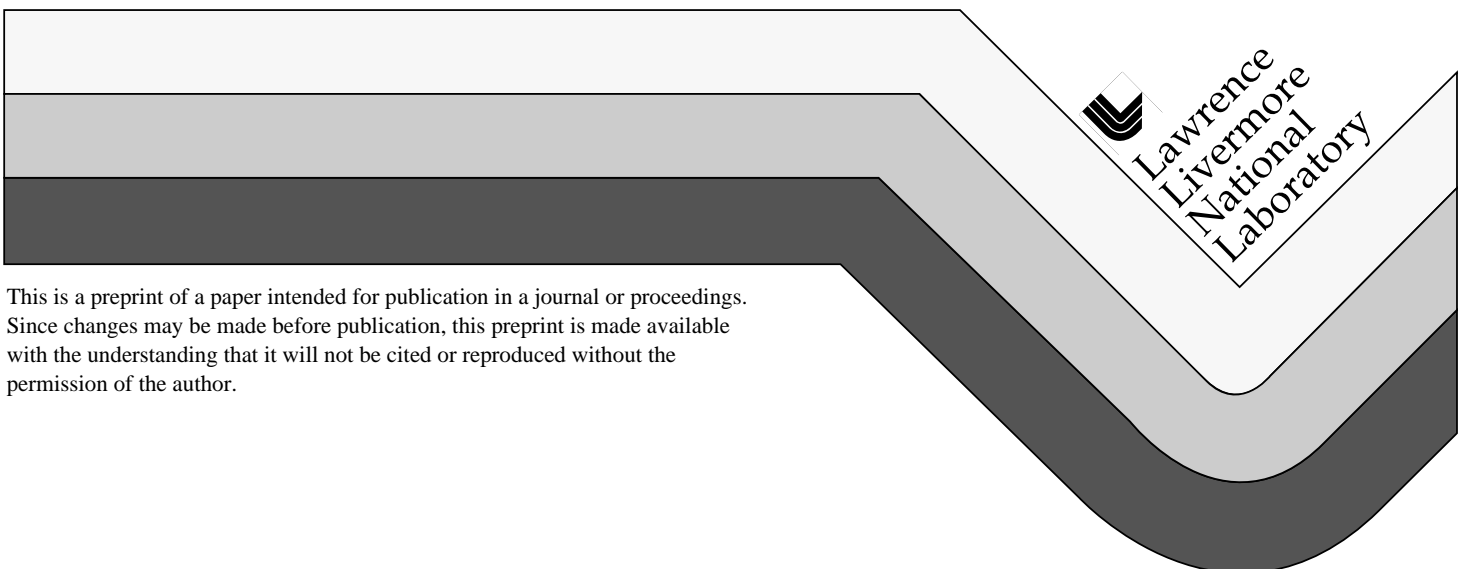 Lawrence
Livermore
National
Laboratory
This is a preprint of a paper intended for publication in a journal or proceedings.
Since changes may be made before publication, this preprint is made available
with the understanding that it will not be cited or reproduced without the
permission of the author.